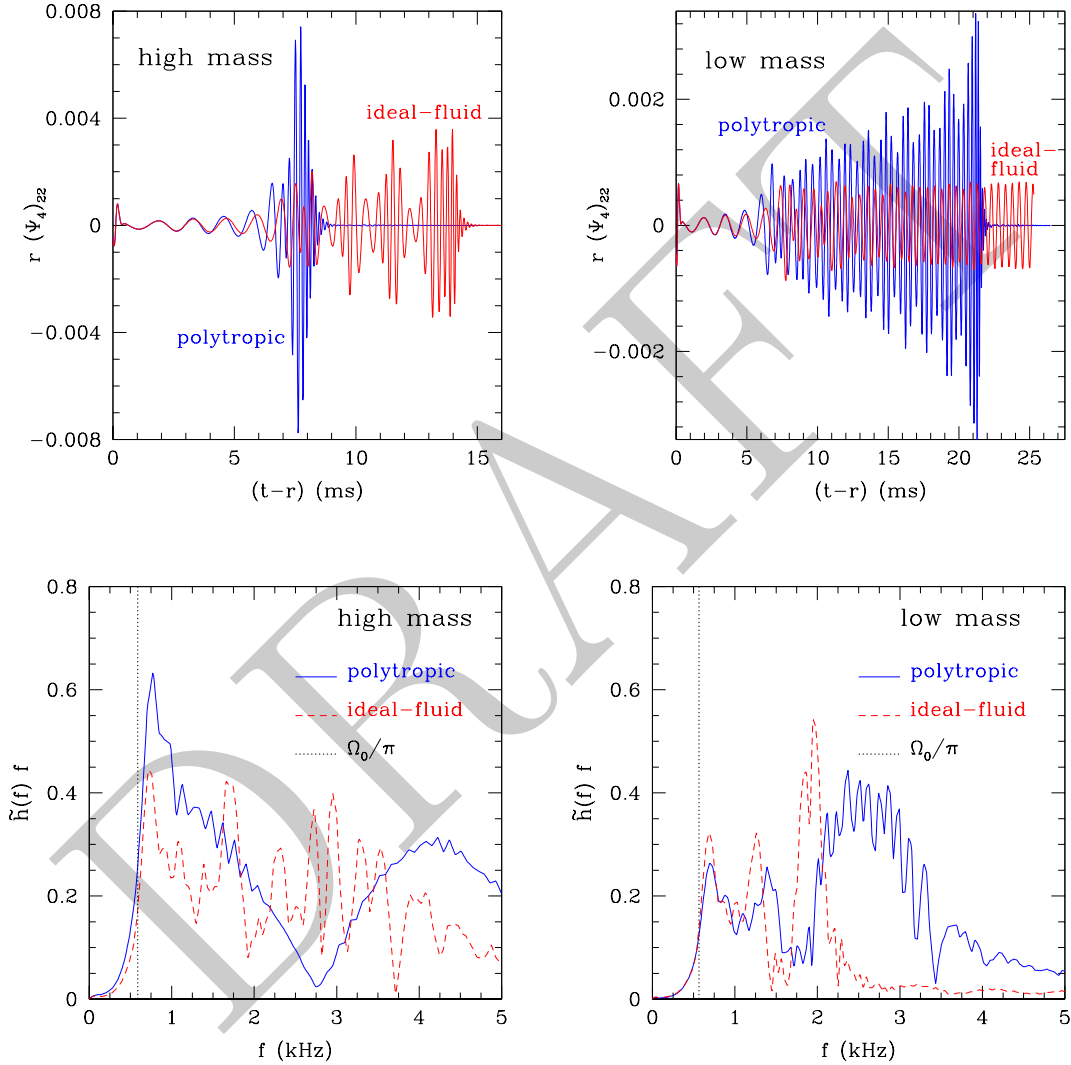 0.008
0.004
0
-0.004
-0.008
r (Ψ₄)₂₂
high mass
ideal-fluid
polytropic
0 5 10 15
(t-r) (ms)
0.002
0
-0.002
r (Ψ₄)₂₂
low mass
polytropic
ideal-
fluid
0 5 10 15 20 25
(t-r) (ms)
DRAFT
0.8
0.6
0.4
0.2
0
h̃(f) f
high mass
polytropic
ideal-fluid
Ω₀/π
0 1 2 3 4 5
f (kHz)
0.8
0.6
0.4
0.2
0
h̃(f) f
low mass
polytropic
ideal-fluid
Ω₀/π
0 1 2 3 4 5
f (kHz)